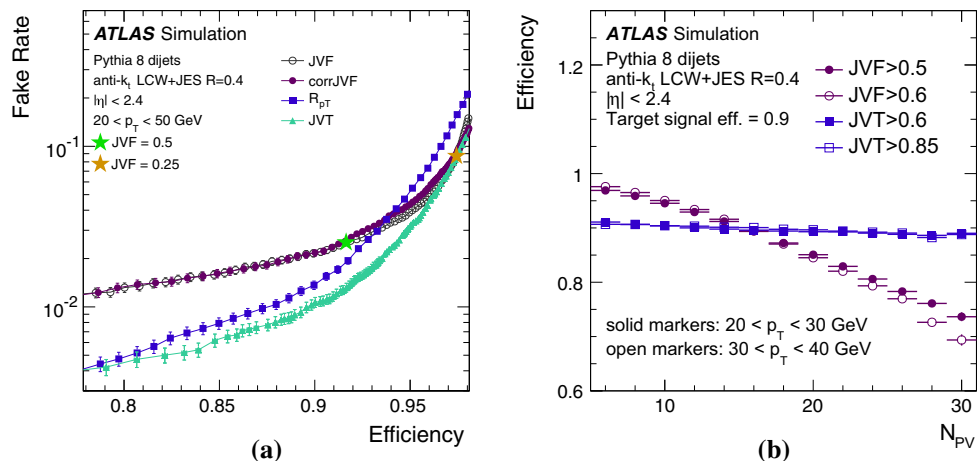 Fake Rate
ATLAS Simulation
Pythia 8 dijets
anti-kt LCW+JES R=0.4
|η| < 2.4
20 < pT < 50 GeV
JVF = 0.5
JVF = 0.25
JVF
corrJVF
RpT
JVT
10⁻¹
10⁻²
0.8 0.85 0.9 0.95
Efficiency
(a)
Efficiency
ATLAS Simulation
Pythia 8 dijets
anti-kt LCW+JES R=0.4
|η| < 2.4
Target signal eff. = 0.9
JVF>0.5
JVF>0.6
JVT>0.6
JVT>0.85
solid markers: 20 < pT < 30 GeV
open markers: 30 < pT < 40 GeV
1.2
1
0.8
0.6
10 20 30
NPV
(b)